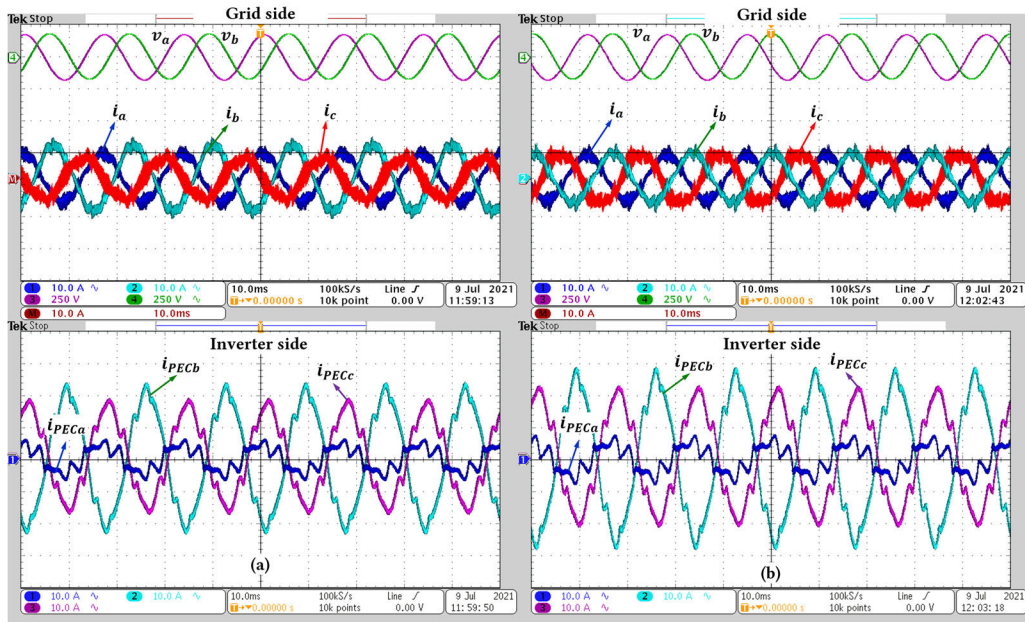 Tek Stop
Grid side
v_a v_b
T
4
i_a i_b i_c
M
1 10.0 A 2 10.0 A
3 250 V 4 250 V
M 10.0 A 10.0ms
10.0ms 100kS/s Line 0.00 V
T→▼0.00000 s 10k point
9 Jul 2021
11:59:13
Tek Stop
Grid side
v_a v_b
T
4
i_a i_b i_c
2
1 10.0 A 2 10.0 A
3 250 V 4 250 V
M 10.0 A 10.0ms
10.0ms 100kS/s Line 0.00 V
T→▼0.00000 s 10k point
9 Jul 2021
12:02:43
Tek Stop
Inverter side
i_PECb i_PECc
i_PECa
1
(a)
1 10.0 A 2 10.0 A
3 10.0 A
10.0ms 100kS/s Line 0.00 V
T→▼0.00000 s 10k points
9 Jul 2021
11:59:50
Tek Stop
Inverter side
i_PECb i_PECc
i_PECa
1
(b)
1 10.0 A 2 10.0 A
3 10.0 A
10.0ms 100kS/s Line 0.00 V
T→▼0.00000 s 10k points
9 Jul 2021
12:03:18